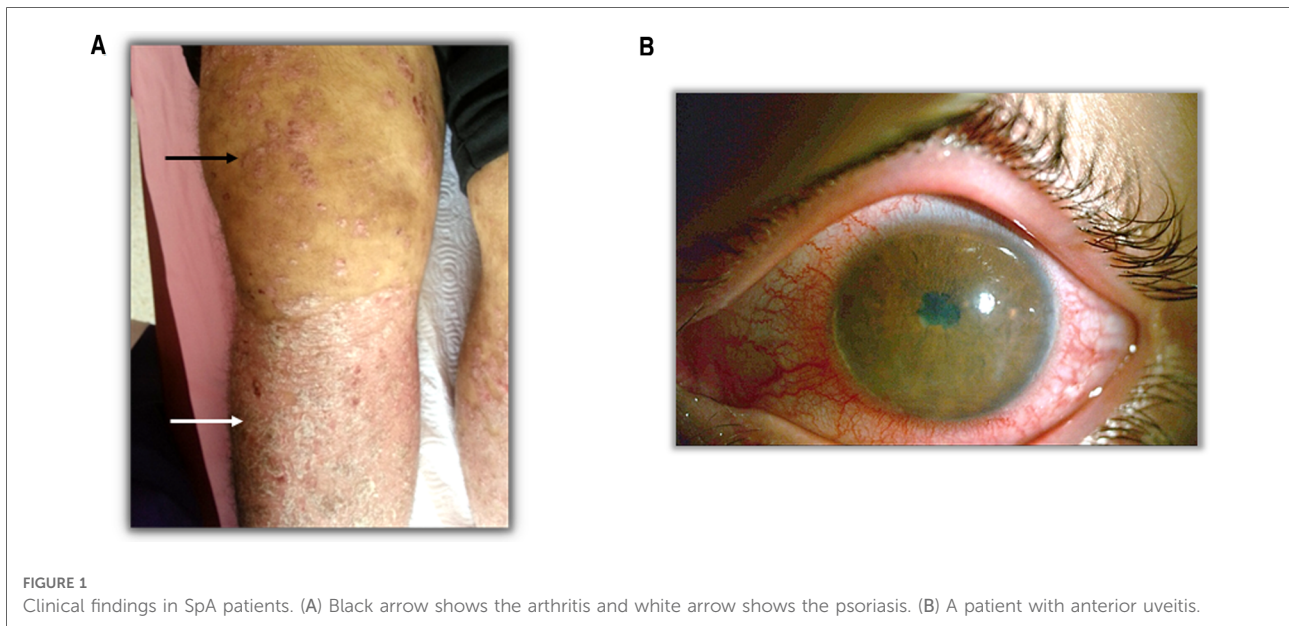 A
B
FIGURE 1
Clinical findings in SpA patients. (A) Black arrow shows the arthritis and white arrow shows the psoriasis. (B) A patient with anterior uveitis.